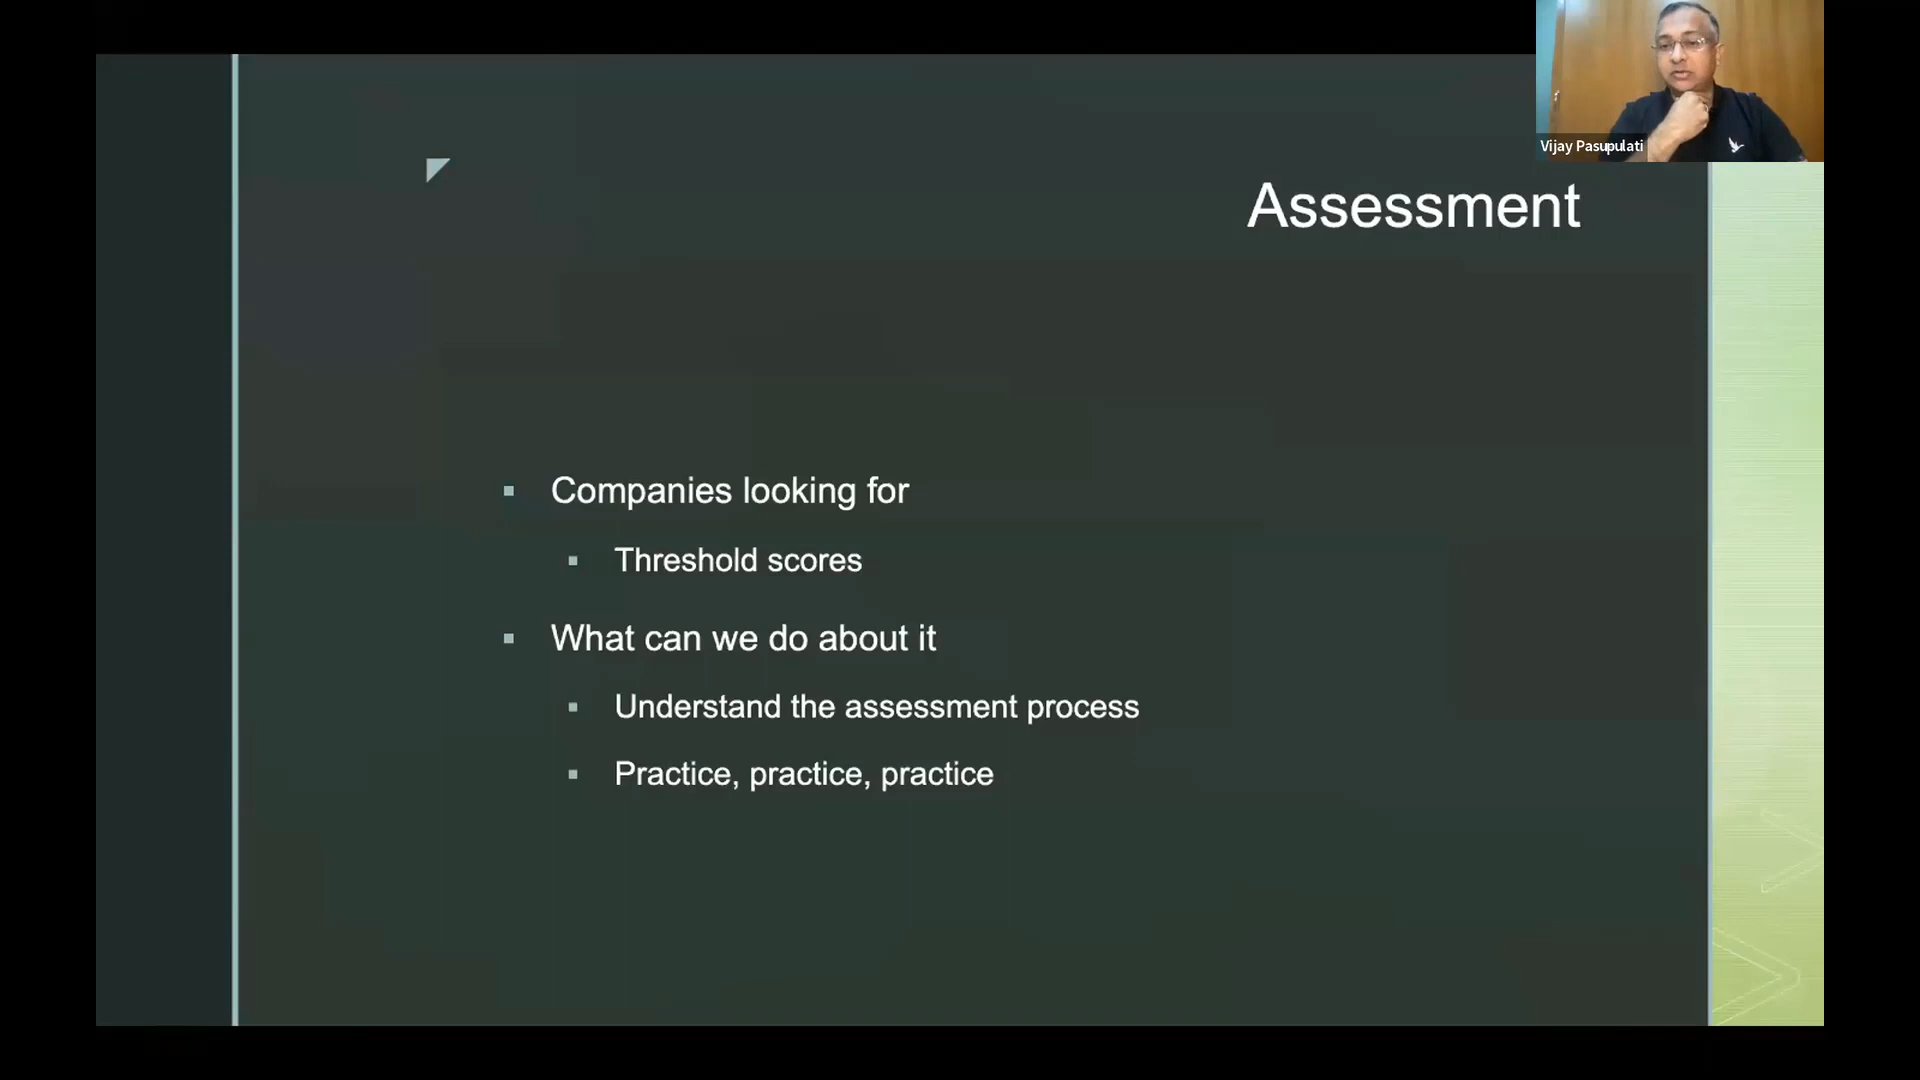 Vijay Pasupulati
Assessment
Companies looking for
Threshold scores
What can we do about it
Understand the assessment process
Practice, practice, practice